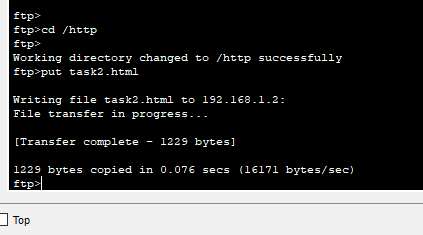 ftp>
ftp>cd /http
ftp>
Working directory changed to /http successfully
ftp>put task2.html
Writing file task2.html to 192.168.1.2:
File transfer in progress...
[Transfer complete - 1229 bytes]
1229 bytes copied in 0.076 secs (16171 bytes/sec)
ftp>
Top